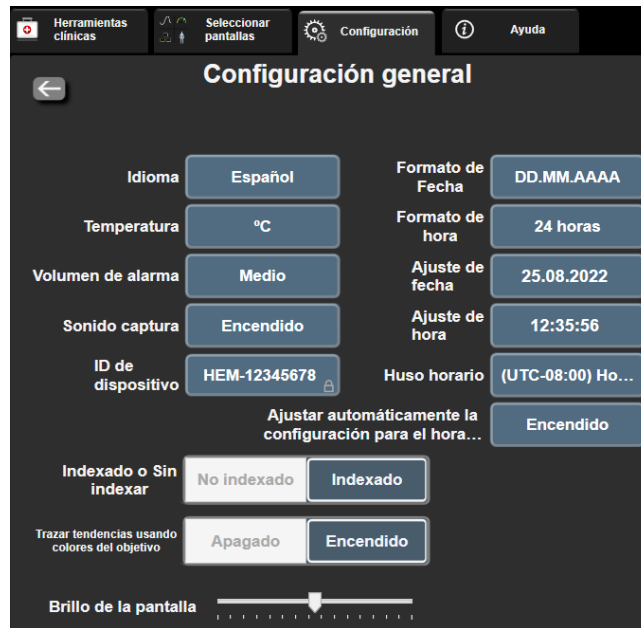 Herramientas clínicas
Seleccionar pantallas
Configuración
Ayuda
Configuración general
Idioma
Español
Formato de Fecha
DD.MM.AAAA
Temperatura
ºC
Formato de hora
24 horas
Volumen de alarma
Medio
Ajuste de fecha
25.08.2022
Sonido captura
Encendido
Ajuste de hora
12:35:56
ID de dispositivo
HEM-12345678
Huso horario
(UTC-08:00) Ho...
Ajustar automáticamente la
configuración para el hora...
Encendido
Indexado o Sin
indexar
No indexado
Indexado
Trazar tendencias usando
colores del objetivo
Apagado
Encendido
Brillo de la pantalla